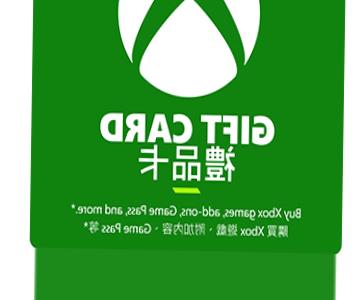 GIFT CARD
禮品卡
Buy Xbox games, add-ons, Game Pass, and more.*
購買 Xbox 遊戲、附加內容、Game Pass 等*